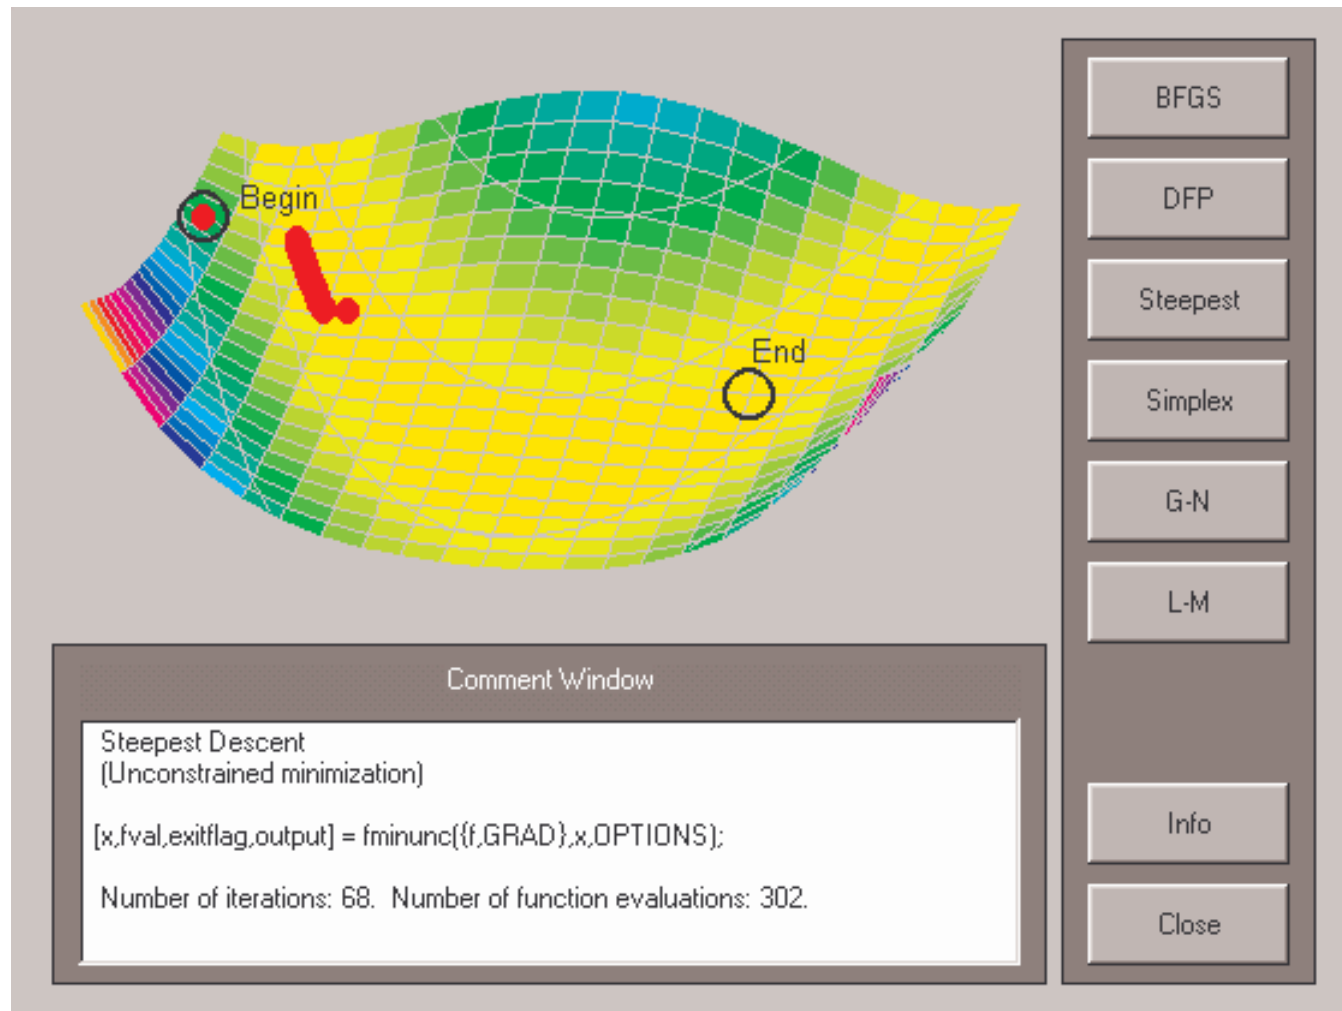 Begin
End
BFGS
DFP
Steepest
Simplex
G-N
L-M
Info
Close
Comment Window
Steepest Descent
(Unconstrained minimization)
[x,fval,exitflag,output] = fminunc({f,GRAD},x,OPTIONS);
Number of iterations: 68.  Number of function evaluations: 302.